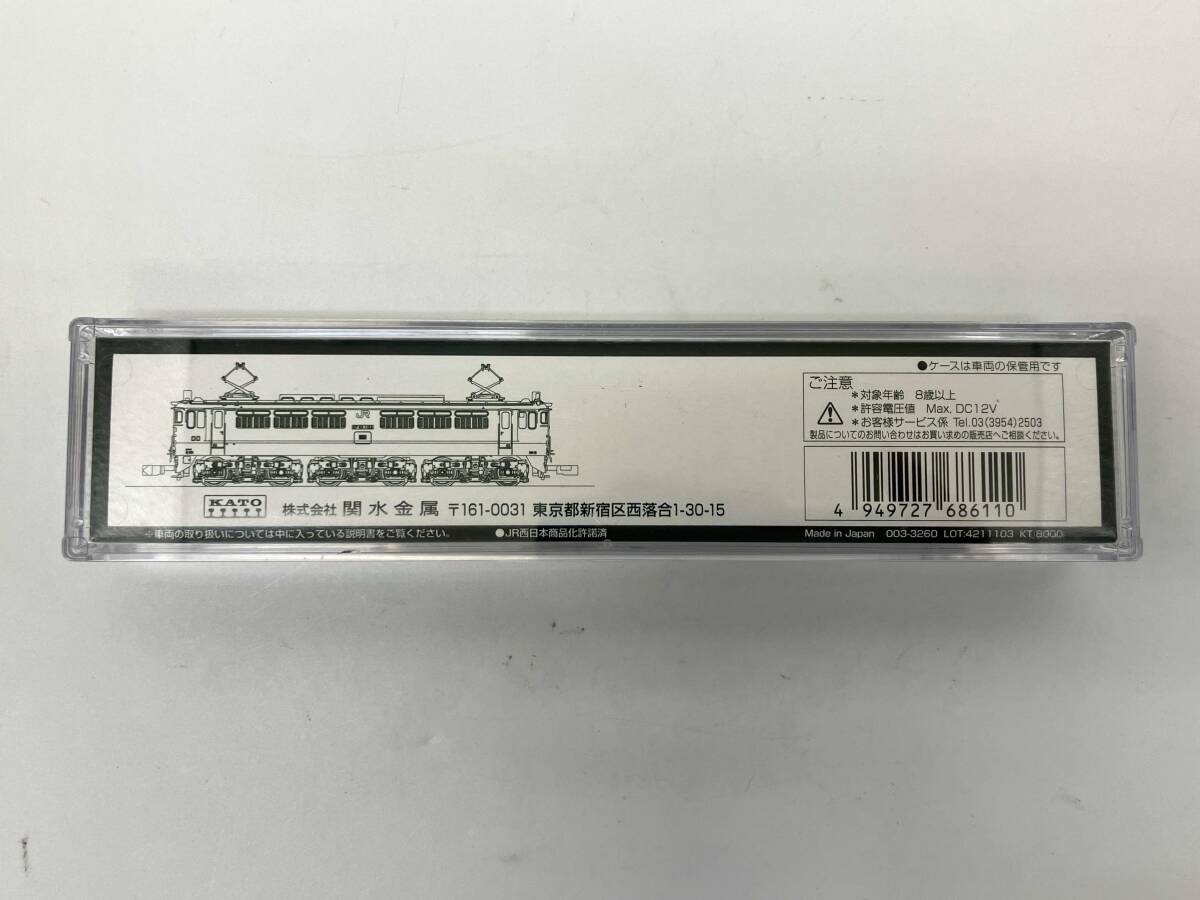 ●ケースは車両の保管用です
ご注意
＊対象年齢　8歳以上
＊許容電圧値　Max. DC12V
＊お客様サービス係 Tel.03(3954)2503
製品についてのお問い合わせはお買い求めの販売店へご相談ください。
JR
KATO
株式会社 関水金属 〒161-0031 東京都新宿区西落合1-30-15
4 949727 686110
※車両の取り扱いについては中に入っている説明書をご覧ください。
●JR西日本商品化許諾済
Made in Japan 003-3260 LOT:4211103 KT 8000